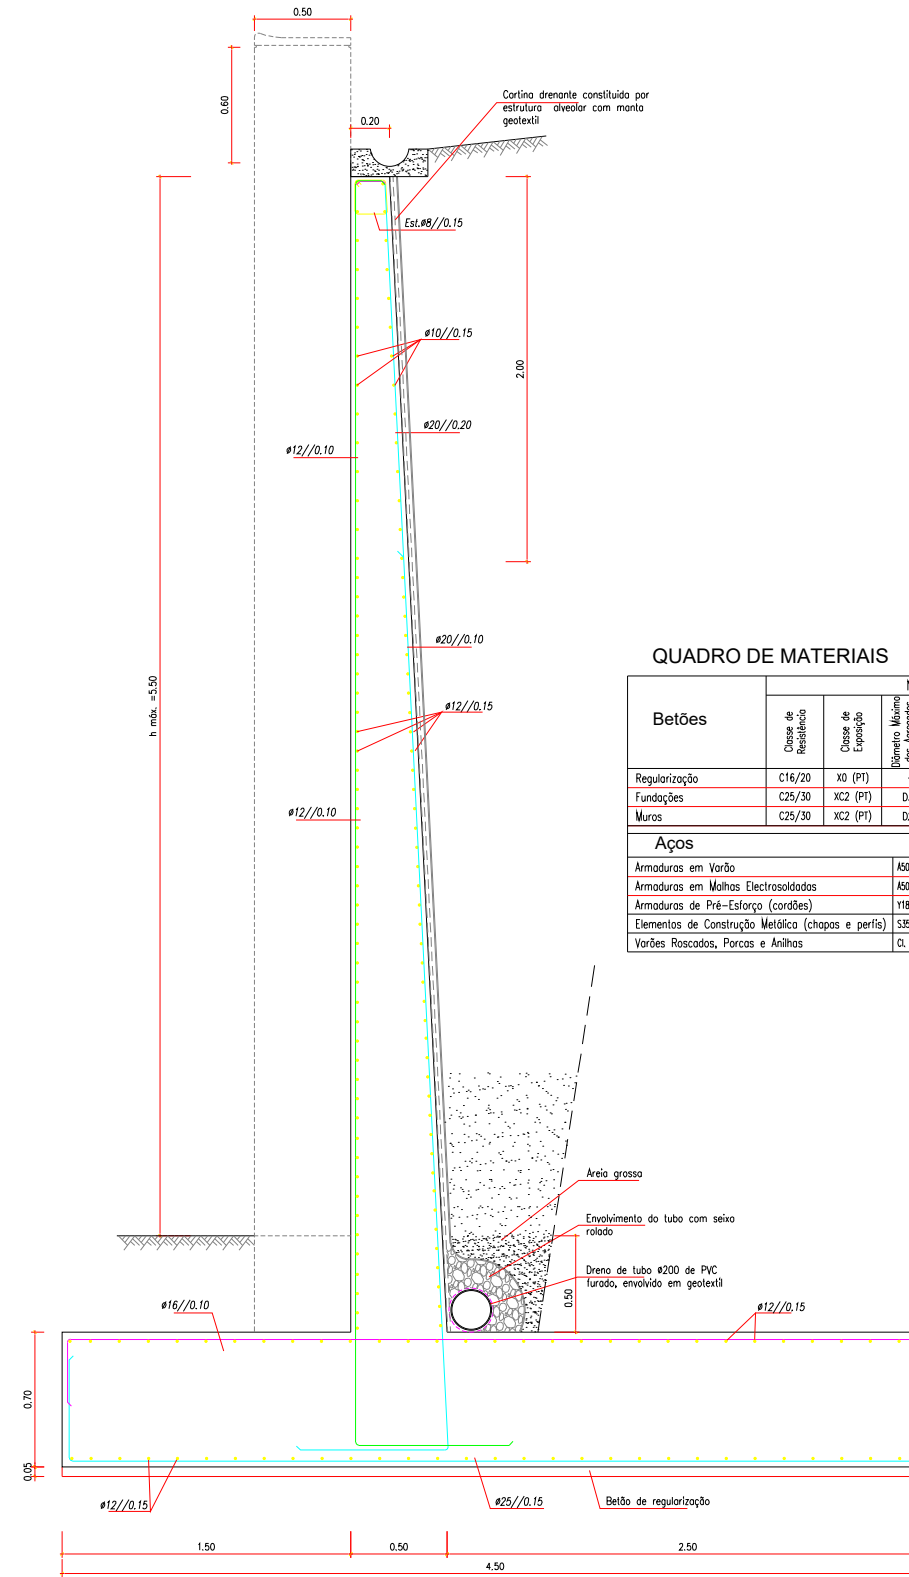 0.50
0.60
Cortina drenante constituida por
estrutura alveolar com manta
geotextil
0.20
Est.ø8//0.15
ø10//0.15
2.00
ø20//0.20
ø12//0.10
ø20//0.10
h máx. =5.50
ø12//0.15
ø12//0.10
QUADRO DE MATERIAIS
Betões
Classe de
Resistência
Classe de
Exposição
Diâmetro Máximo
Regularização C16/20 X0 (PT)
Fundações C25/30 XC2 (PT)
Muros C25/30 XC2 (PT)
Aços
Armaduras em Varão A50
Armaduras em Malhas Electrosoldadas A50
Armaduras de Pré-Esforço (cordões) Y18
Elementos de Construção Metálica (chapas e perfis) S35
Varões Roscados, Porcas e Anilhas Cl.
Areia grossa
Envolvimento do tubo com seixo
rolado
Dreno de tubo ø200 de PVC
furado, envolvido em geotextil
0.50
ø16//0.10
ø12//0.15
0.70
0.05
ø12//0.15
ø25//0.15
Betão de regularização
1.50
0.50
2.50
4.50